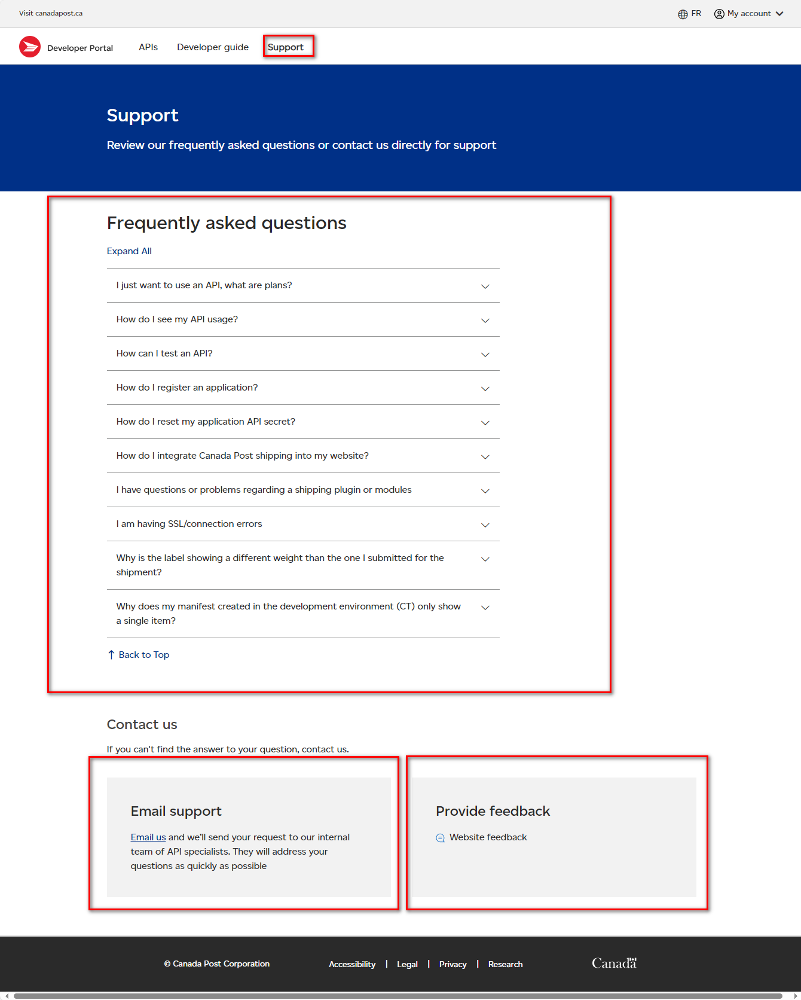 Visit canadapost.ca
FR
My account
Developer Portal
APIs
Developer guide
Support
Support
Review our frequently asked questions or contact us directly for support
Frequently asked questions
Expand All
I just want to use an API, what are plans?
How do I see my API usage?
How can I test an API?
How do I register an application?
How do I reset my application API secret?
How do I integrate Canada Post shipping into my website?
I have questions or problems regarding a shipping plugin or modules
I am having SSL/connection errors
Why is the label showing a different weight than the one I submitted for the
shipment?
Why does my manifest created in the development environment (CT) only show
a single item?
Back to Top
Contact us
If you can't find the answer to your question, contact us.
Email support
Email us and we'll send your request to our internal
team of API specialists. They will address your
questions as quickly as possible
Provide feedback
Website feedback
© Canada Post Corporation
Accessibility | Legal | Privacy | Research
Canada